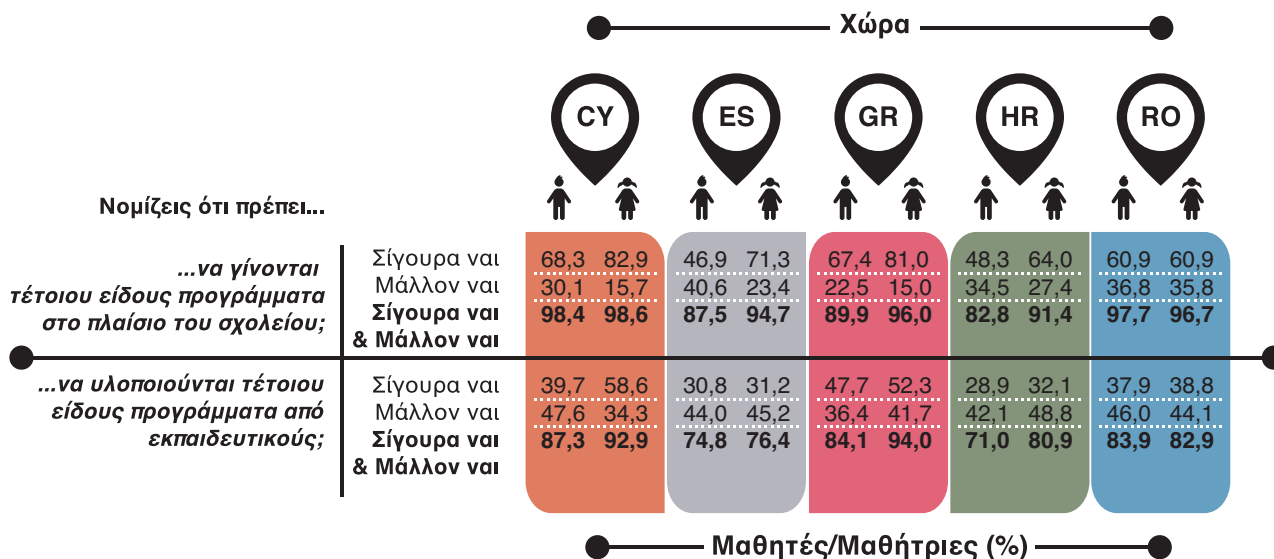 Χώρα
CY ES GR HR RO
Νομίζεις ότι πρέπει...
...να γίνονται
τέτοιου είδους προγράμματα
στο πλαίσιο του σχολείου;
Σίγουρα ναι 68,3 82,9 46,9 71,3 67,4 81,0 48,3 64,0 60,9 60,9
Μάλλον ναι 30,1 15,7 40,6 23,4 22,5 15,0 34,5 27,4 36,8 35,8
Σίγουρα ναι 98,4 98,6 87,5 94,7 89,9 96,0 82,8 91,4 97,7 96,7
& Μάλλον ναι
...να υλοποιούνται τέτοιου
είδους προγράμματα από
εκπαιδευτικούς;
Σίγουρα ναι 39,7 58,6 30,8 31,2 47,7 52,3 28,9 32,1 37,9 38,8
Μάλλον ναι 47,6 34,3 44,0 45,2 36,4 41,7 42,1 48,8 46,0 44,1
Σίγουρα ναι 87,3 92,9 74,8 76,4 84,1 94,0 71,0 80,9 83,9 82,9
& Μάλλον ναι
Μαθητές/Μαθήτριες (%)